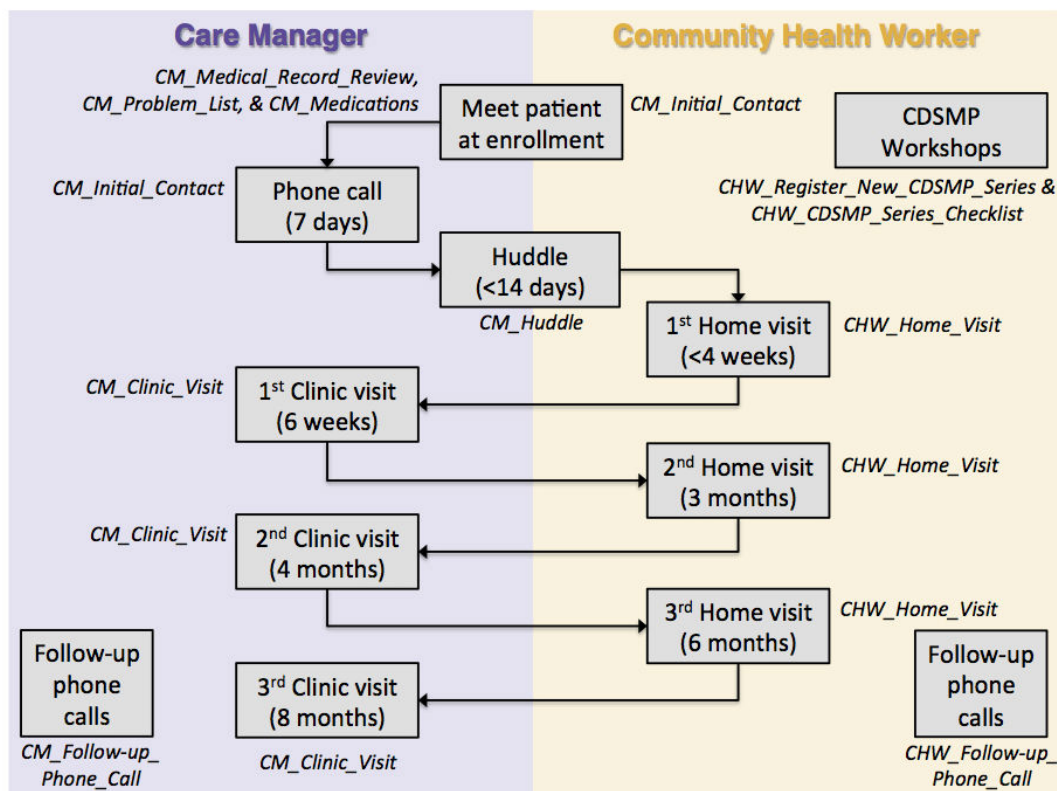 Care Manager
Community Health Worker
CM_Medical_Record_Review,
CM_Problem_List, & CM_Medications
Meet patient
at enrollment
CM_Initial_Contact
CDSMP
Workshops
CHW_Register_New_CDSMP_Series &
CHW_CDSMP_Series_Checklist
CM_Initial_Contact
Phone call
(7 days)
Huddle
(<14 days)
CM_Huddle
1st Home visit
(<4 weeks)
CHW_Home_Visit
CM_Clinic_Visit
1st Clinic visit
(6 weeks)
2nd Home visit
(3 months)
CHW_Home_Visit
CM_Clinic_Visit
2nd Clinic visit
(4 months)
3rd Home visit
(6 months)
CHW_Home_Visit
Follow-up
phone
calls
CM_Follow-up_
Phone_Call
3rd Clinic visit
(8 months)
CM_Clinic_Visit
Follow-up
phone
calls
CHW_Follow-up_
Phone_Call